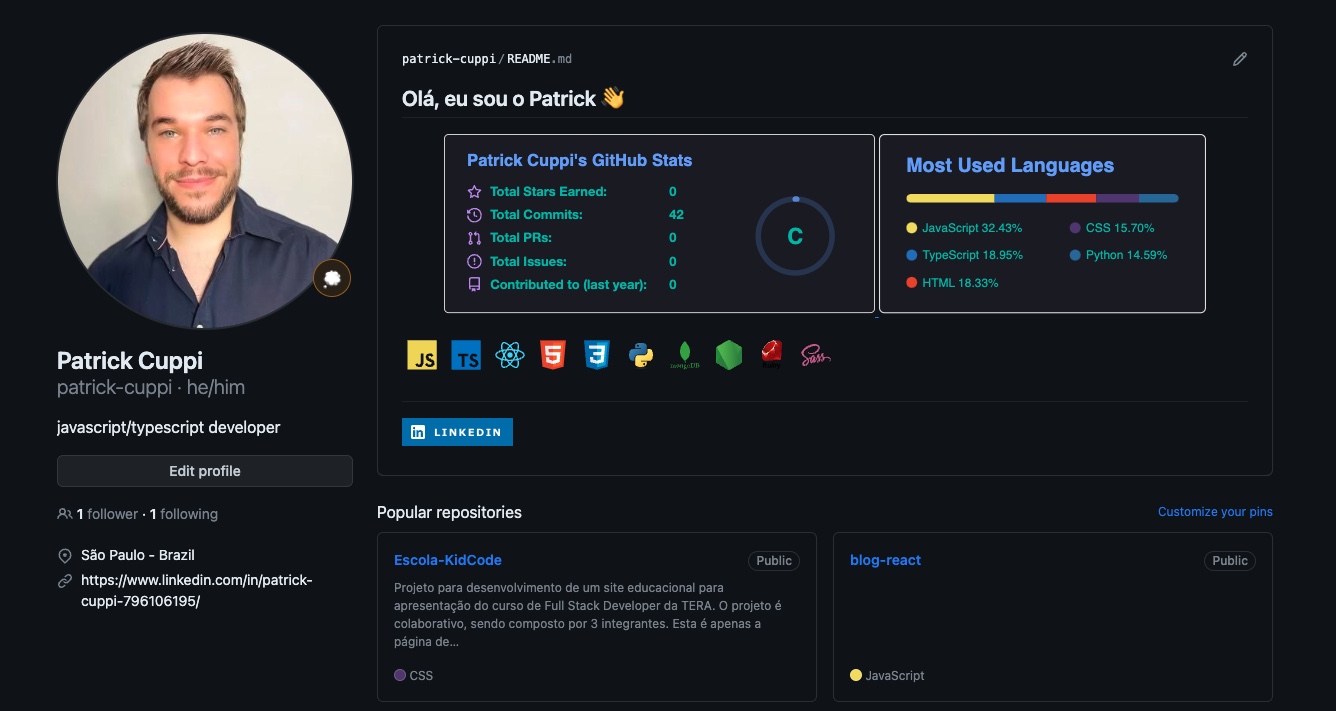 patrick-cuppi/README.md
Olá, eu sou o Patrick 👋
Patrick Cuppi's GitHub Stats
Total Stars Earned: 0
Total Commits: 42
Total PRs: 0
Total Issues: 0
Contributed to (last year): 0
C
Most Used Languages
JavaScript 32.43%
CSS 15.70%
TypeScript 18.95%
Python 14.59%
HTML 18.33%
JS TS 5 3 mongoDB Ruby Sass
in LINKEDIN
Patrick Cuppi
patrick-cuppi · he/him
javascript/typescript developer
Edit profile
1 follower · 1 following
São Paulo - Brazil
https://www.linkedin.com/in/patrick-
cuppi-796106195/
Popular repositories
Customize your pins
Escola-KidCode Public
Projeto para desenvolvimento de um site educacional para
apresentação do curso de Full Stack Developer da TERA. O projeto é
colaborativo, sendo composto por 3 integrantes. Esta é apenas a
página de...
CSS
blog-react Public
JavaScript